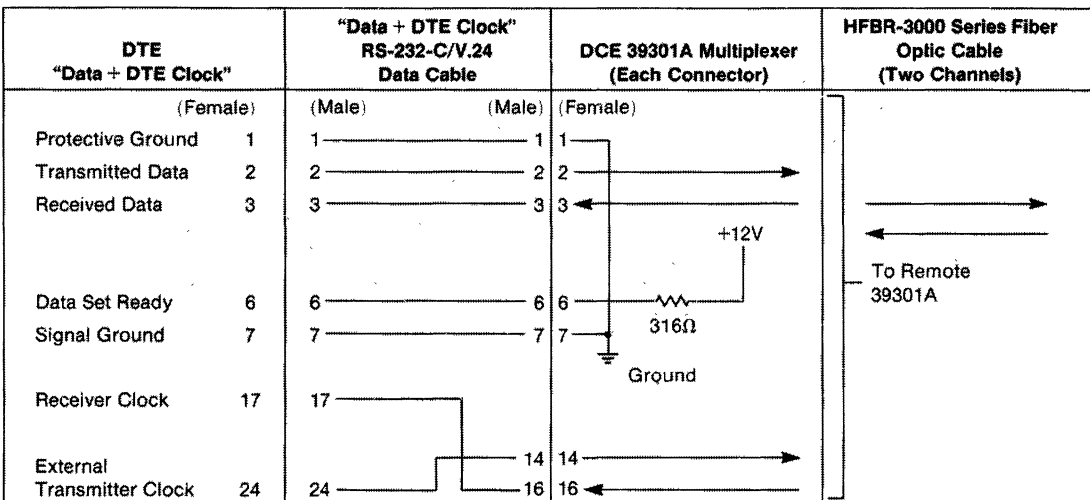 DTE
"Data + DTE Clock"
"Data + DTE Clock"
RS-232-C/V.24
Data Cable
DCE 39301A Multiplexer
(Each Connector)
HFBR-3000 Series Fiber
Optic Cable
(Two Channels)
(Female) (Male) (Male) (Female)
Protective Ground 1 1 1 1
Transmitted Data 2 2 2 2
Received Data 3 3 3 3
+12V
To Remote
39301A
Data Set Ready 6 6 6 6
316Ω
Signal Ground 7 7 7 7
Ground
Receiver Clock 17 17
External
Transmitter Clock 24 24
14 14
16 16